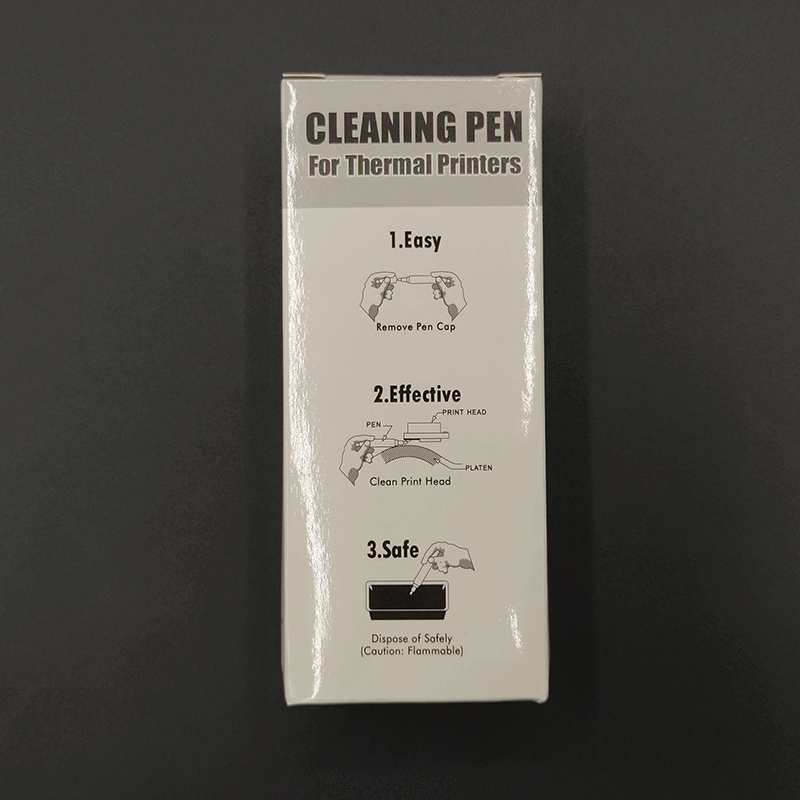 CLEANING PEN
For Thermal Printers
1.Easy
Remove Pen Cap
2.Effective
PRINT HEAD
PEN
PLATEN
Clean Print Head
3.Safe
Dispose of Safely
(Caution: Flammable)